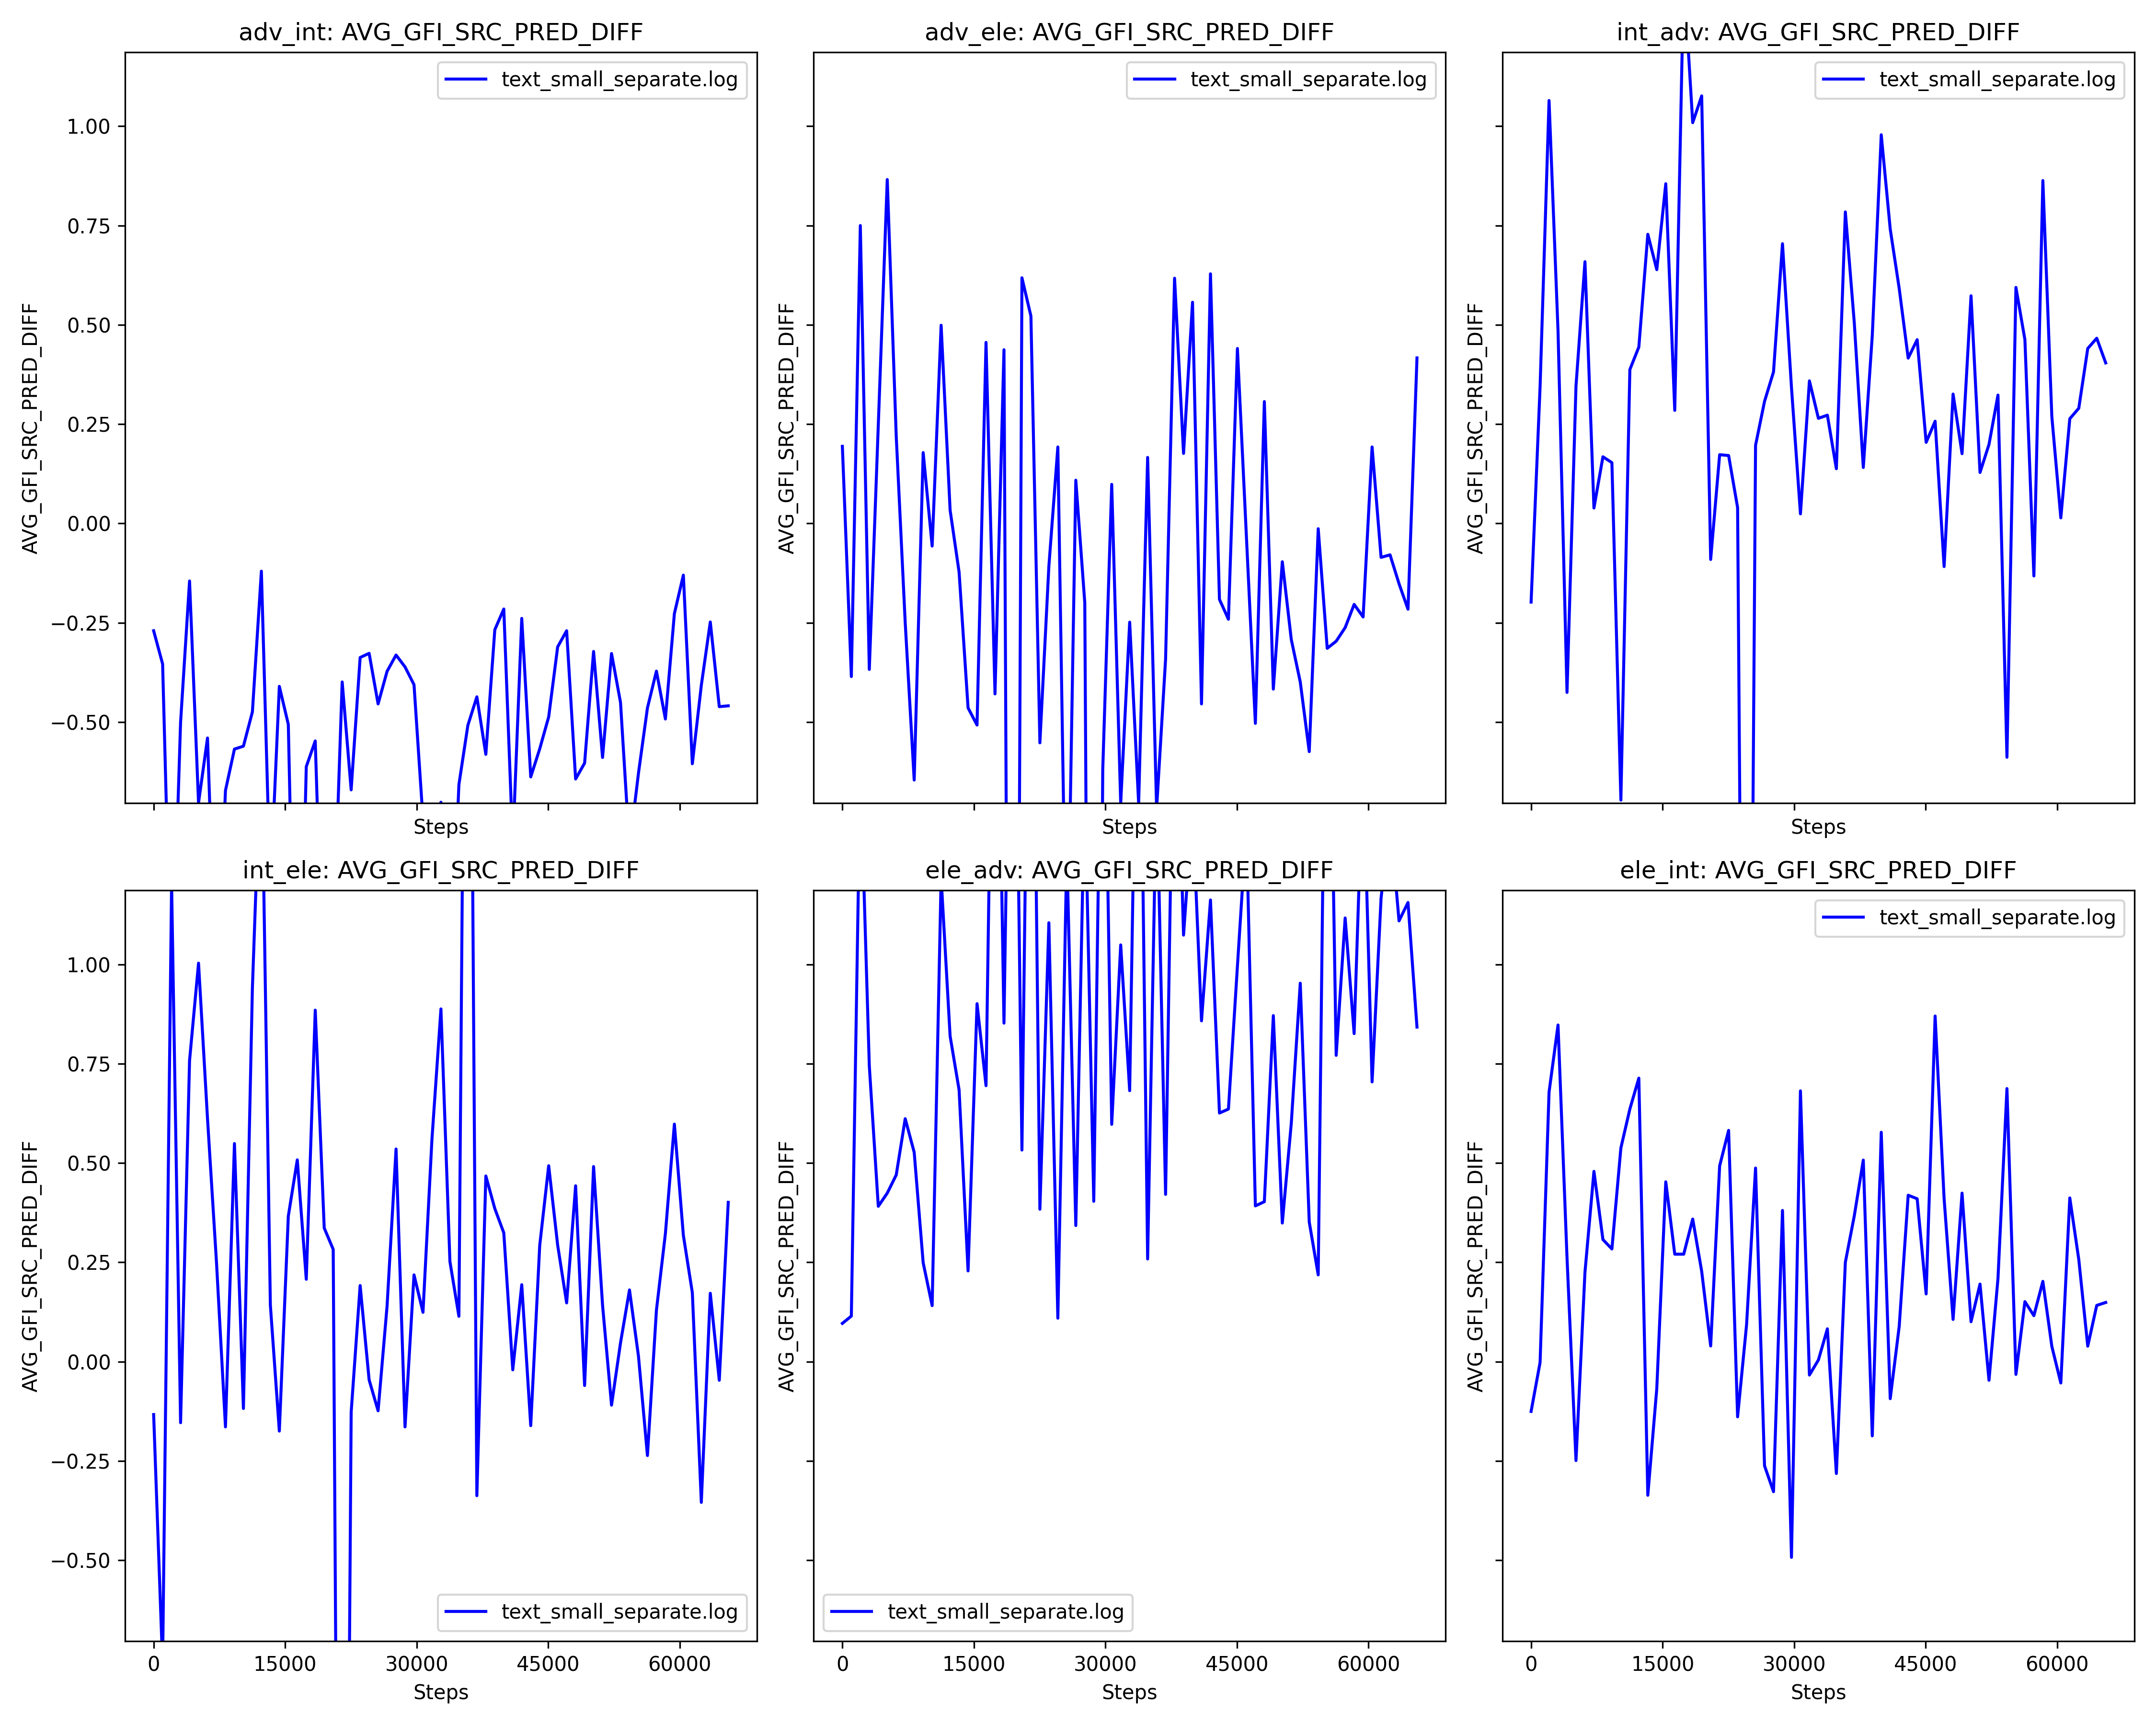 adv_int: AVG_GFI_SRC_PRED_DIFF
adv_ele: AVG_GFI_SRC_PRED_DIFF
int_adv: AVG_GFI_SRC_PRED_DIFF
text_small_separate.log
text_small_separate.log
text_small_separate.log
AVG_GFI_SRC_PRED_DIFF
1.00
0.75
0.50
0.25
0.00
−0.25
−0.50
AVG_GFI_SRC_PRED_DIFF
AVG_GFI_SRC_PRED_DIFF
Steps
Steps
Steps
int_ele: AVG_GFI_SRC_PRED_DIFF
ele_adv: AVG_GFI_SRC_PRED_DIFF
ele_int: AVG_GFI_SRC_PRED_DIFF
text_small_separate.log
AVG_GFI_SRC_PRED_DIFF
1.00
0.75
0.50
0.25
0.00
−0.25
−0.50
AVG_GFI_SRC_PRED_DIFF
AVG_GFI_SRC_PRED_DIFF
text_small_separate.log
text_small_separate.log
0 15000 30000 45000 60000
0 15000 30000 45000 60000
0 15000 30000 45000 60000
Steps
Steps
Steps